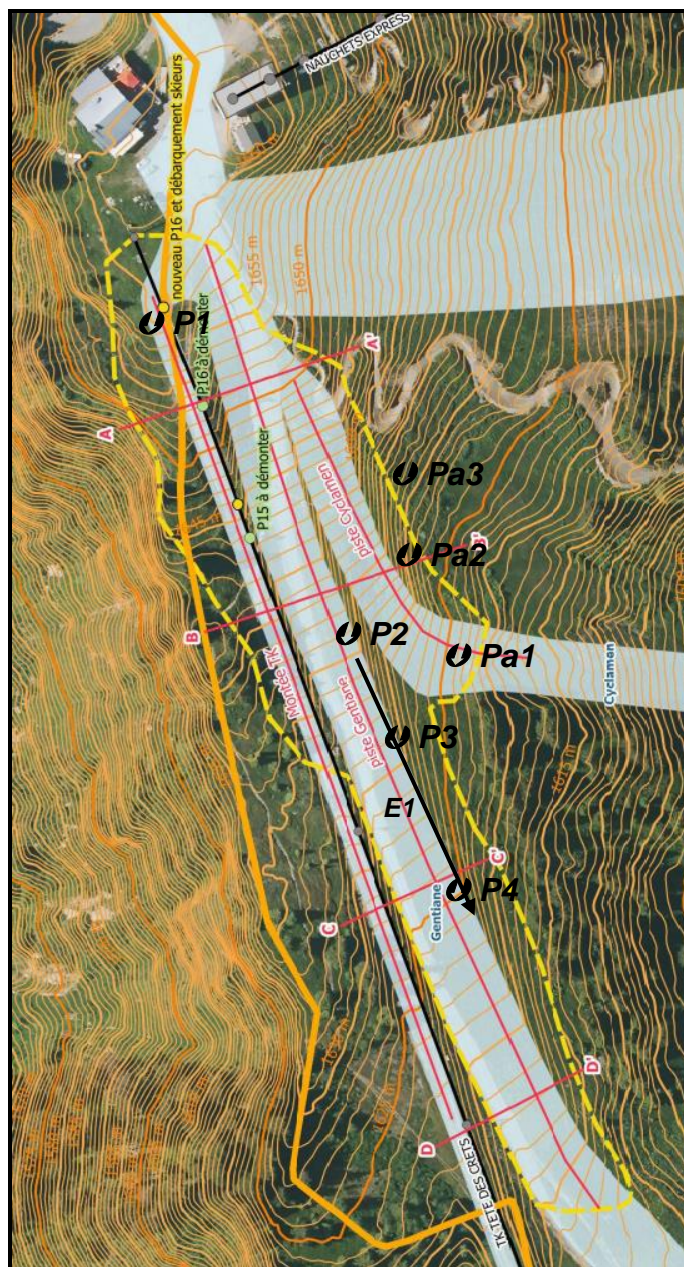 NAUCHETS EXPRESS
nouveau P16 et débarquement skieurs
P1
1655 m
1650 m
P16 à démonter
A
A'
P15 à démonter
piste Cyclamen
Pa3
Pa2
B'
B
P2
Pa1
Montée TK
piste Gentiane
Cyclamen
P3
E1
C'
P4
Gentiane
C
D'
D
TK TETE DES CRETS